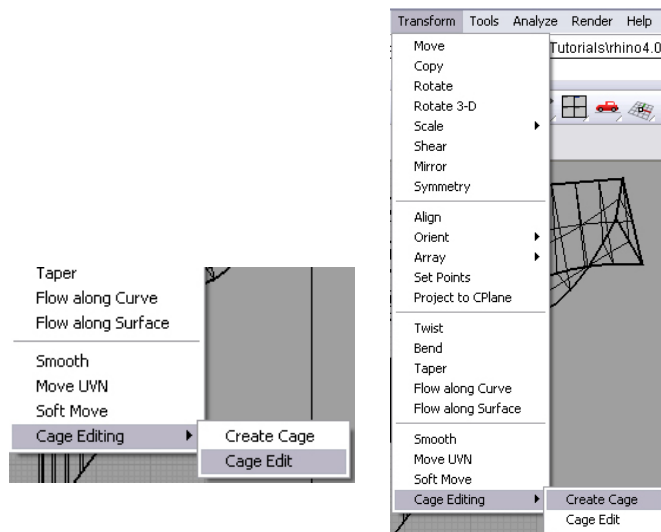 Taper
Flow along Curve
Flow along Surface
Smooth
Move UVN
Soft Move
Cage Editing
Create Cage
Cage Edit
Transform Tools Analyze Render Help
Tutorials\rhino4.0
Move
Copy
Rotate
Rotate 3-D
Scale
Shear
Mirror
Symmetry
Align
Orient
Array
Set Points
Project to CPlane
Twist
Bend
Taper
Flow along Curve
Flow along Surface
Smooth
Move UVN
Soft Move
Cage Editing
Create Cage
Cage Edit